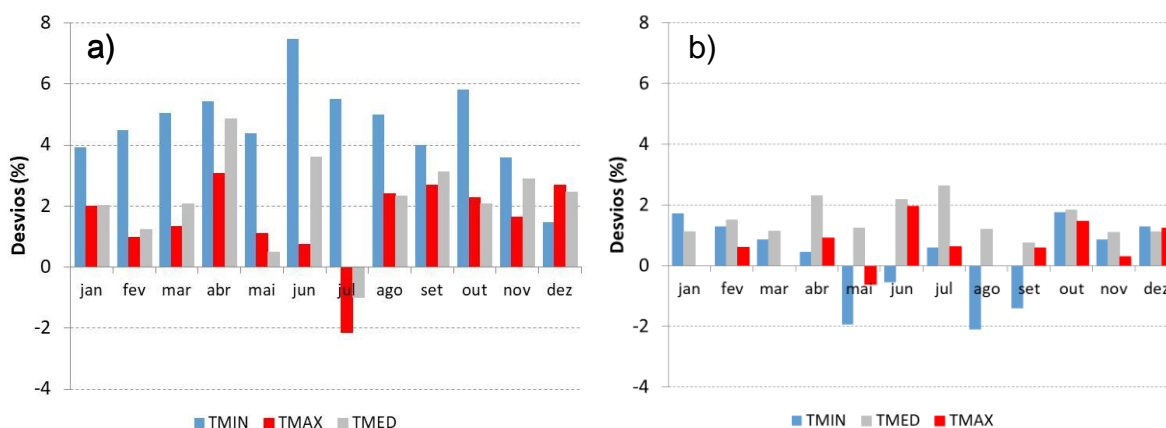 a)
Desvios (%)
8
6
4
2
0
-2
-4
jan fev mar abr mai jun jul ago set out nov dez
TMIN TMAX TMED
b)
Desvios (%)
8
6
4
2
0
-2
-4
jan fev mar abr mai jun jul ago set out nov dez
TMIN TMED TMAX